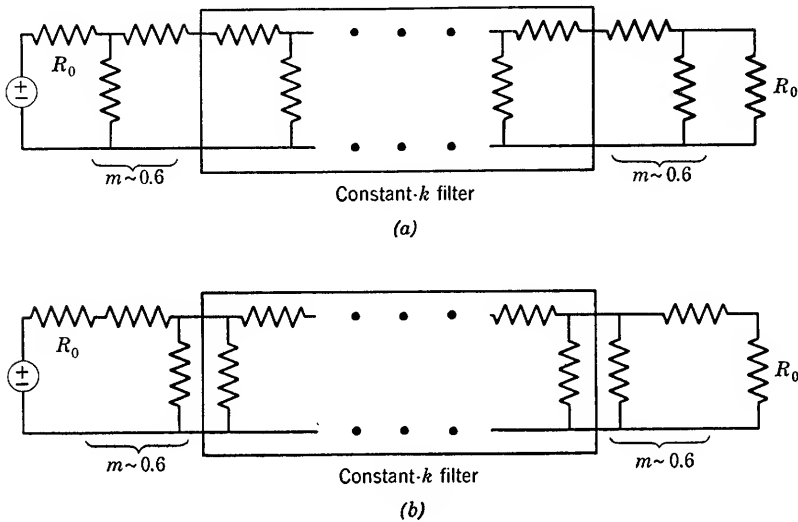 R₀
R₀
m~0.6
m~0.6
Constant-k filter
(a)
R₀
R₀
m~0.6
m~0.6
Constant-k filter
(b)